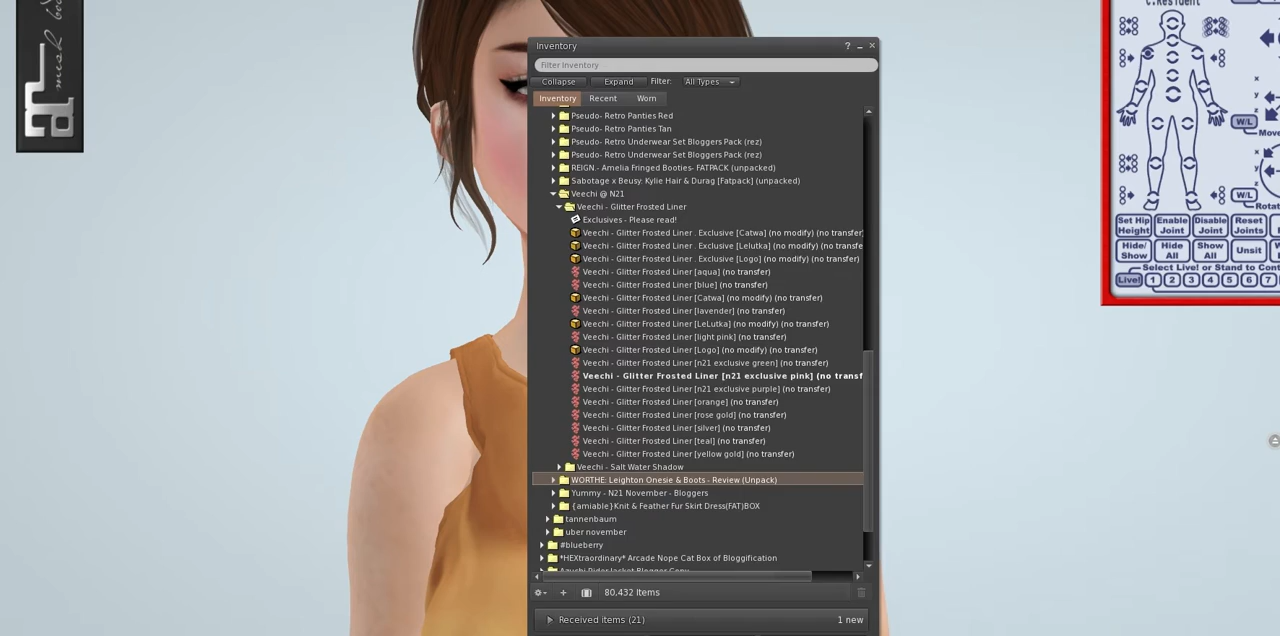 mesh body
C.Resident
Inventory
?
Filter Inventory
Collapse Expand Filter: All Types
Inventory Recent Worn
Pseudo- Retro Panties Red
Pseudo- Retro Panties Tan
Pseudo- Retro Underwear Set Bloggers Pack (rez)
Pseudo- Retro Underwear Set Bloggers Pack (rez)
REIGN.- Amelia Fringed Booties- FATPACK (unpacked)
Sabotage x Beusy: Kylie Hair & Durag [Fatpack] (unpacked)
Veechi @ N21
Veechi - Glitter Frosted Liner
Exclusives - Please read!
Veechi - Glitter Frosted Liner . Exclusive [Catwa] (no modify) (no transfer)
Veechi - Glitter Frosted Liner . Exclusive [Lelutka] (no modify) (no transfe
Veechi - Glitter Frosted Liner . Exclusive [Logo] (no modify) (no transfer)
Veechi - Glitter Frosted Liner [aqua] (no transfer)
Veechi - Glitter Frosted Liner [blue] (no transfer)
Veechi - Glitter Frosted Liner [Catwa] (no modify) (no transfer)
Veechi - Glitter Frosted Liner [lavender] (no transfer)
Veechi - Glitter Frosted Liner [LeLutka] (no modify) (no transfer)
Veechi - Glitter Frosted Liner [light pink] (no transfer)
Veechi - Glitter Frosted Liner [Logo] (no modify) (no transfer)
Veechi - Glitter Frosted Liner [n21 exclusive green] (no transfer)
Veechi - Glitter Frosted Liner [n21 exclusive pink] (no transf
Veechi - Glitter Frosted Liner [n21 exclusive purple] (no transfer)
Veechi - Glitter Frosted Liner [orange] (no transfer)
Veechi - Glitter Frosted Liner [rose gold] (no transfer)
Veechi - Glitter Frosted Liner [silver] (no transfer)
Veechi - Glitter Frosted Liner [teal] (no transfer)
Veechi - Glitter Frosted Liner [yellow gold] (no transfer)
Veechi - Salt Water Shadow
WORTHE: Leighton Onesie & Boots - Review (Unpack)
Yummy - N21 November - Bloggers
{amiable}Knit & Feather Fur Skirt Dress(FAT)BOX
tannenbaum
uber november
#blueberry
*HEXtraordinary* Arcade Nope Cat Box of Bloggification
80,432 Items
Received items (21) 1 new
x
y
z
W/L
Move
x
y
z
W/L
Rotat
Set Hip Height Enable Joint Disable Joint Reset Joints
Hide/Show Hide All Show All Unsit
Select Live! or Stand to Cont
Live! 1 2 3 4 5 6 7